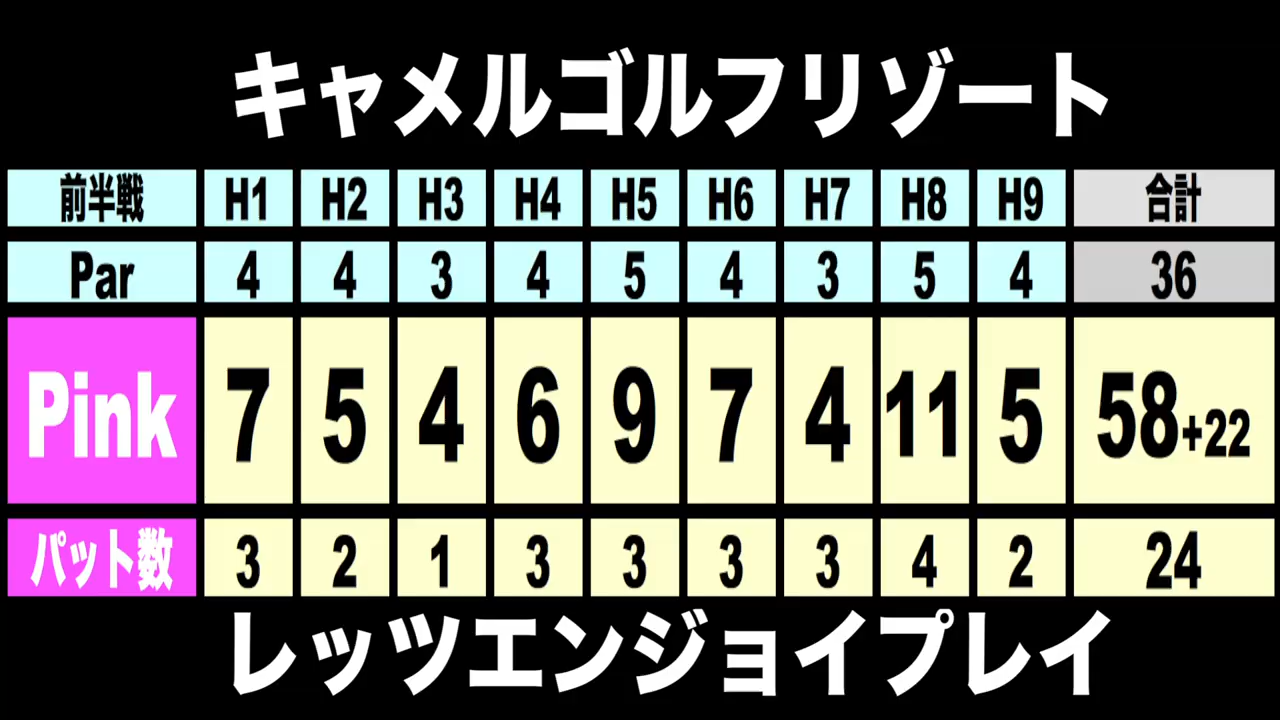 キャメルゴルフリゾート
前半戦 H1 H2 H3 H4 H5 H6 H7 H8 H9 合計
Par 4 4 3 4 5 4 3 5 4 36
Pink 7 5 4 6 9 7 4 11 5 58+22
パット数 3 2 1 3 3 3 3 4 2 24
レッツエンジョイプレイ